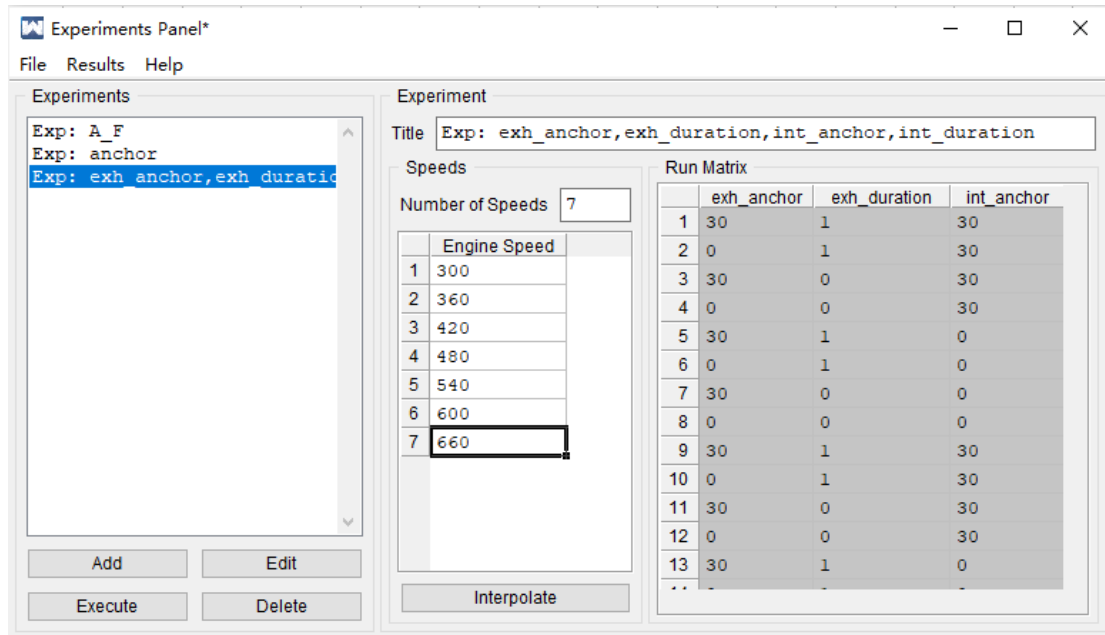 Experiments Panel*
File Results Help
Experiments
Exp: A_F
Exp: anchor
Exp: exh_anchor,exh_duratio
Add Edit
Execute Delete
Experiment
Title Exp: exh_anchor,exh_duration,int_anchor,int_duration
Speeds
Number of Speeds 7
Engine Speed
1 300
2 360
3 420
4 480
5 540
6 600
7 660
Interpolate
Run Matrix
exh_anchor exh_duration int_anchor
1 30 1 30
2 0 1 30
3 30 0 30
4 0 0 30
5 30 1 0
6 0 1 0
7 30 0 0
8 0 0 0
9 30 1 30
10 0 1 30
11 30 0 30
12 0 0 30
13 30 1 0